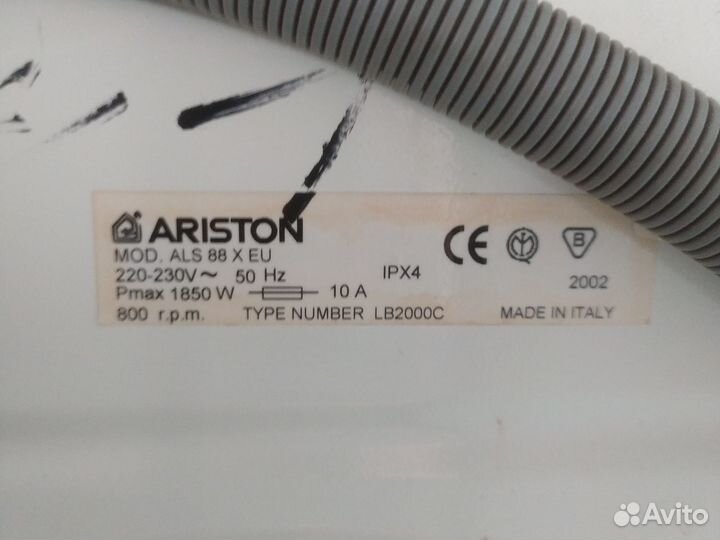 ARISTON
MOD. ALS 88 X EU
220-230V~ 50 Hz IPX4
Pmax 1850 W 10 A
800 r.p.m. TYPE NUMBER LB2000C
B
2002
MADE IN ITALY
CE
Avito